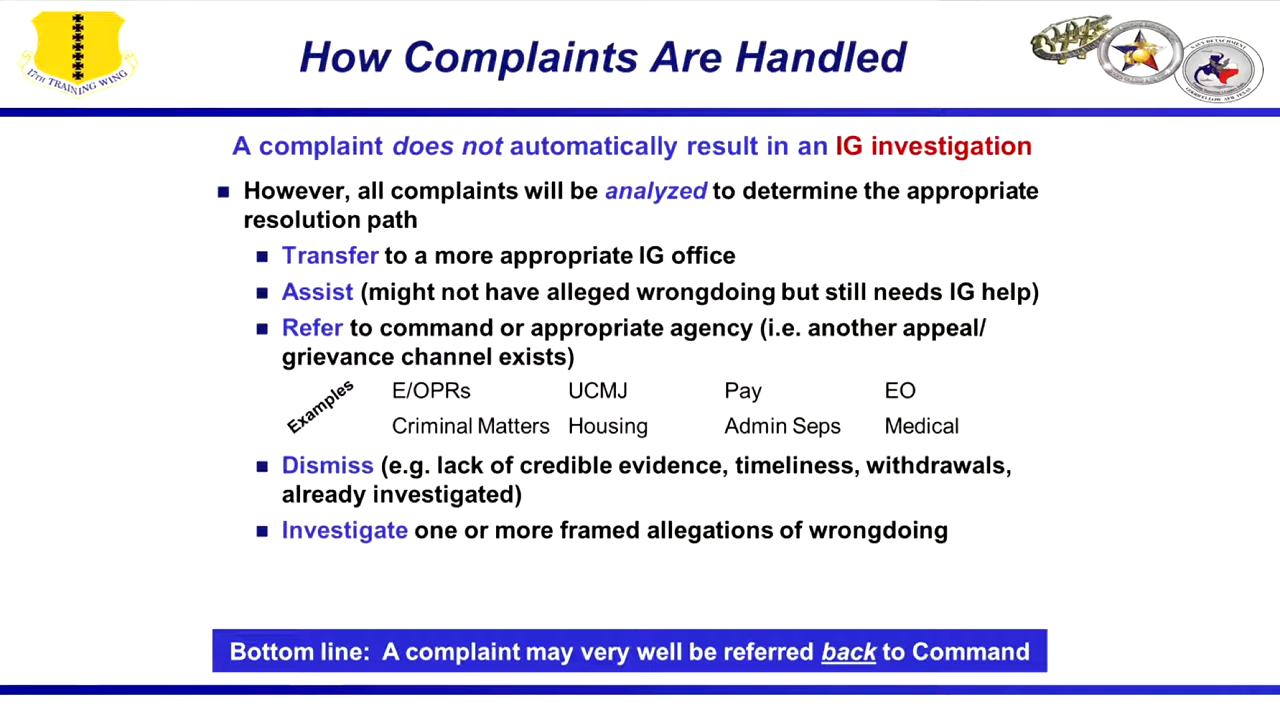 17TH TRAINING WING
How Complaints Are Handled
NAVY DETACHMENT
GOODFELLOW AFB TEXAS
A complaint does not automatically result in an IG investigation
However, all complaints will be analyzed to determine the appropriate
resolution path
Transfer to a more appropriate IG office
Assist (might not have alleged wrongdoing but still needs IG help)
Refer to command or appropriate agency (i.e. another appeal/
grievance channel exists)
Examples
E/OPRs UCMJ Pay EO
Criminal Matters Housing Admin Seps Medical
Dismiss (e.g. lack of credible evidence, timeliness, withdrawals,
already investigated)
Investigate one or more framed allegations of wrongdoing
Bottom line: A complaint may very well be referred back to Command